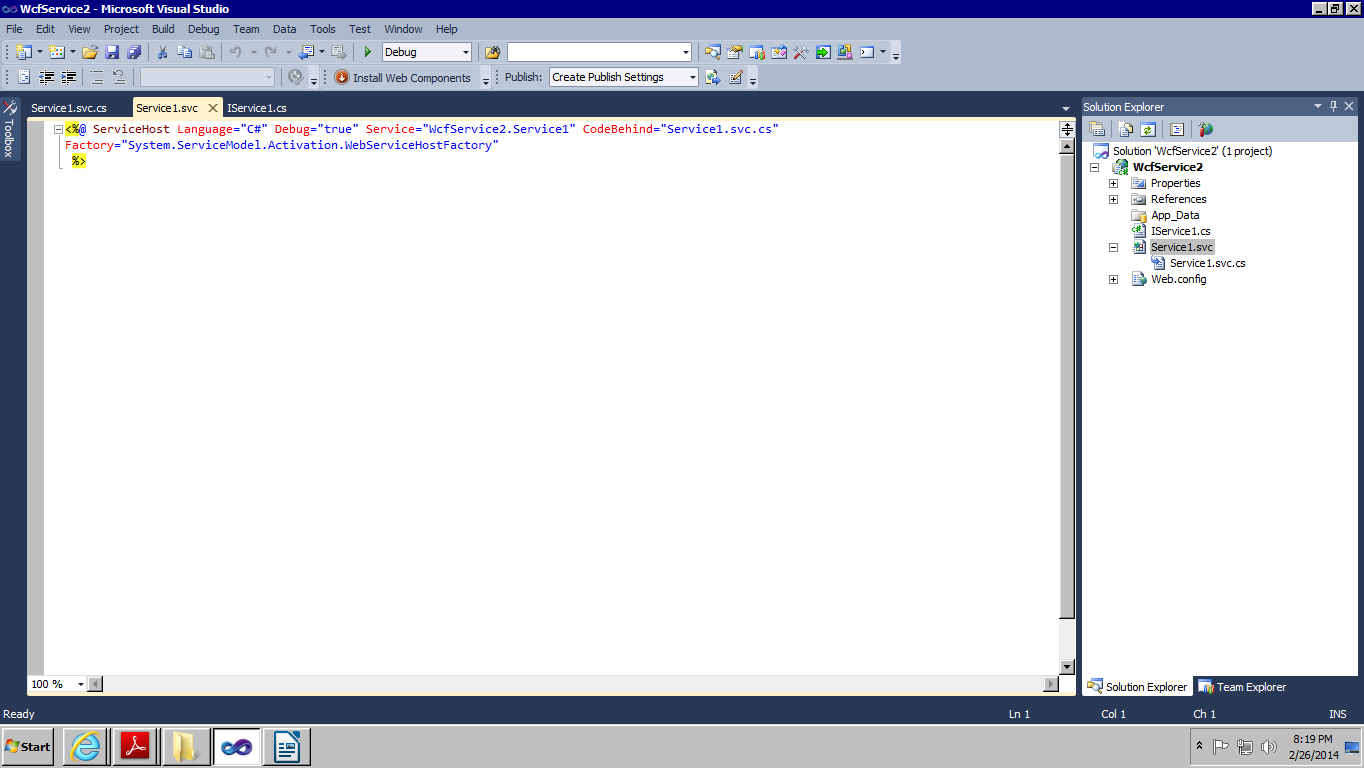 WcfService2 - Microsoft Visual Studio
File Edit View Project Build Debug Team Data Tools Test Window Help
Debug
Install Web Components Publish: Create Publish Settings
Toolbox
Service1.svc.cs Service1.svc IService1.cs
<%@ ServiceHost Language="C#" Debug="true" Service="WcfService2.Service1" CodeBehind="Service1.svc.cs"
Factory="System.ServiceModel.Activation.WebServiceHostFactory"
%>
100 %
Solution Explorer
Solution 'WcfService2' (1 project)
WcfService2
Properties
References
App_Data
IService1.cs
Service1.svc
Service1.svc.cs
Web.config
Solution Explorer Team Explorer
Ready Ln 1 Col 1 Ch 1 INS
Start
8:19 PM
2/26/2014